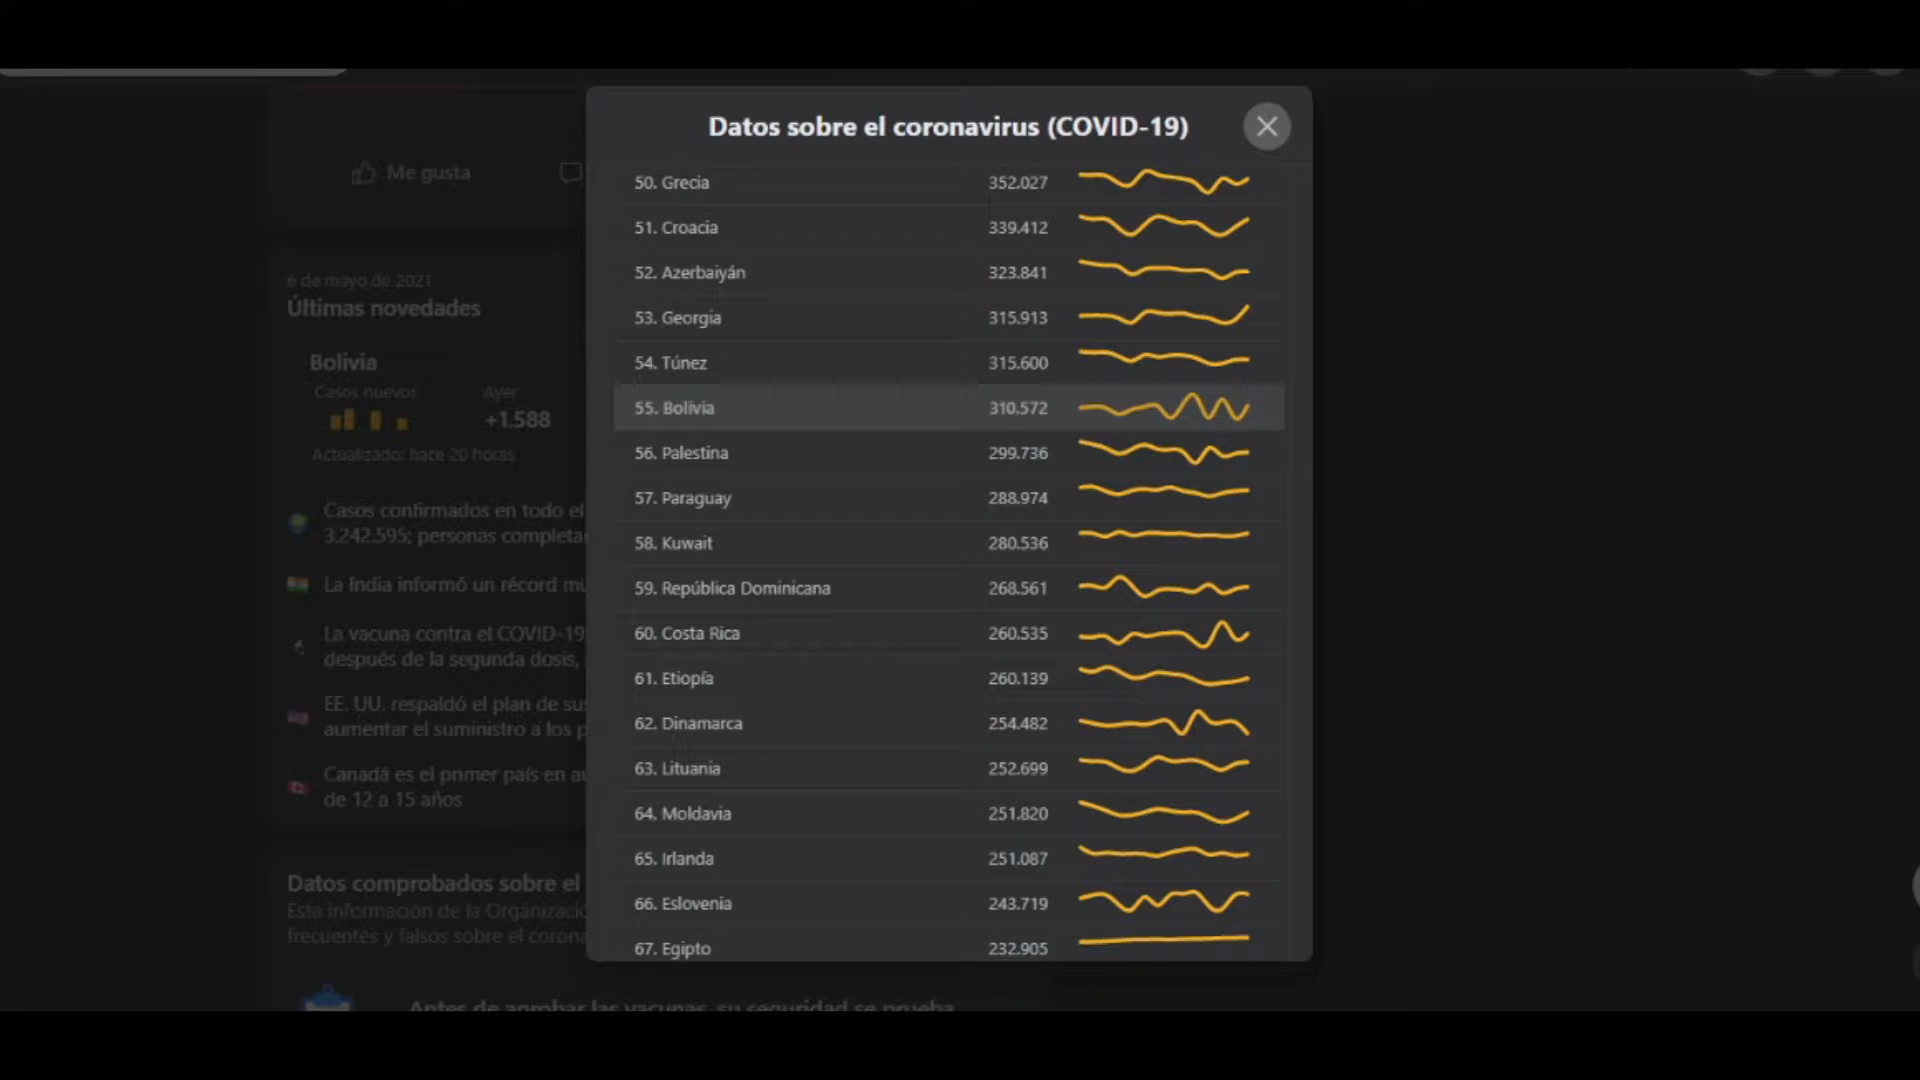 Datos sobre el coronavirus (COVID-19)
50. Grecia 352.027
51. Croacia 339.412
52. Azerbaiyán 323.841
53. Georgia 315.913
54. Túnez 315.600
55. Bolivia 310.572
56. Palestina 299.736
57. Paraguay 288.974
58. Kuwait 280.536
59. República Dominicana 268.561
60. Costa Rica 260.535
61. Etiopía 260.139
62. Dinamarca 254.482
63. Lituania 252.699
64. Moldavia 251.820
65. Irlanda 251.087
66. Eslovenia 243.719
67. Egipto 232.905
Me gusta
6 de mayo de 2021
Últimas novedades
Bolivia
Casos nuevos Ayer
+1.588
Actualizado: hace 20 horas
Casos confirmados en todo el
3.242.595; personas
La India informó un récord
La vacuna contra el COVID-19
después de la segunda dosis,
EE. UU. respaldó el plan de
aumentar el suministro a los
Canadá es el primer país en
de 12 a 15 años
Datos comprobados sobre el
Esta información de la
frecuentes y falsos sobre el
Antes de aprobar las vacunas, su seguridad se prueba